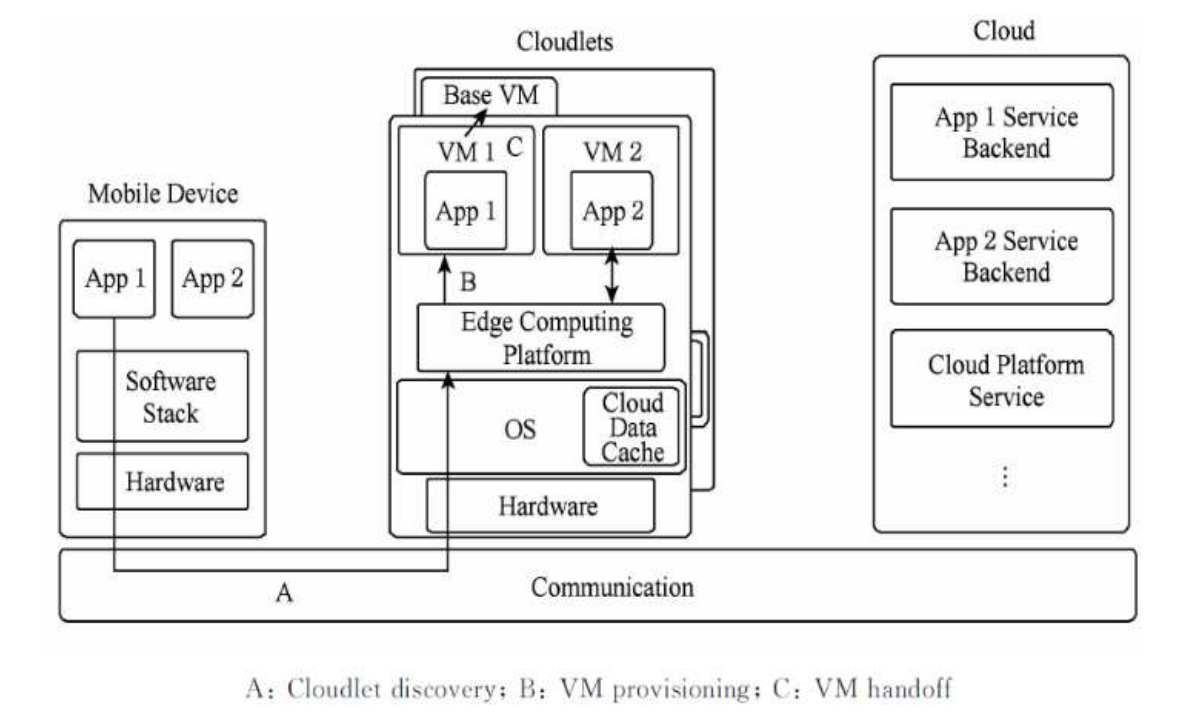 Cloudlets
Cloud
Base VM
VM 1
C
VM 2
App 1
App 2
B
Edge Computing
Platform
OS
Cloud
Data
Cache
Hardware
Mobile Device
App 1
App 2
Software
Stack
Hardware
App 1 Service
Backend
App 2 Service
Backend
Cloud Platform
Service
⋮
A
Communication
A: Cloudlet discovery; B: VM provisioning; C: VM handoff